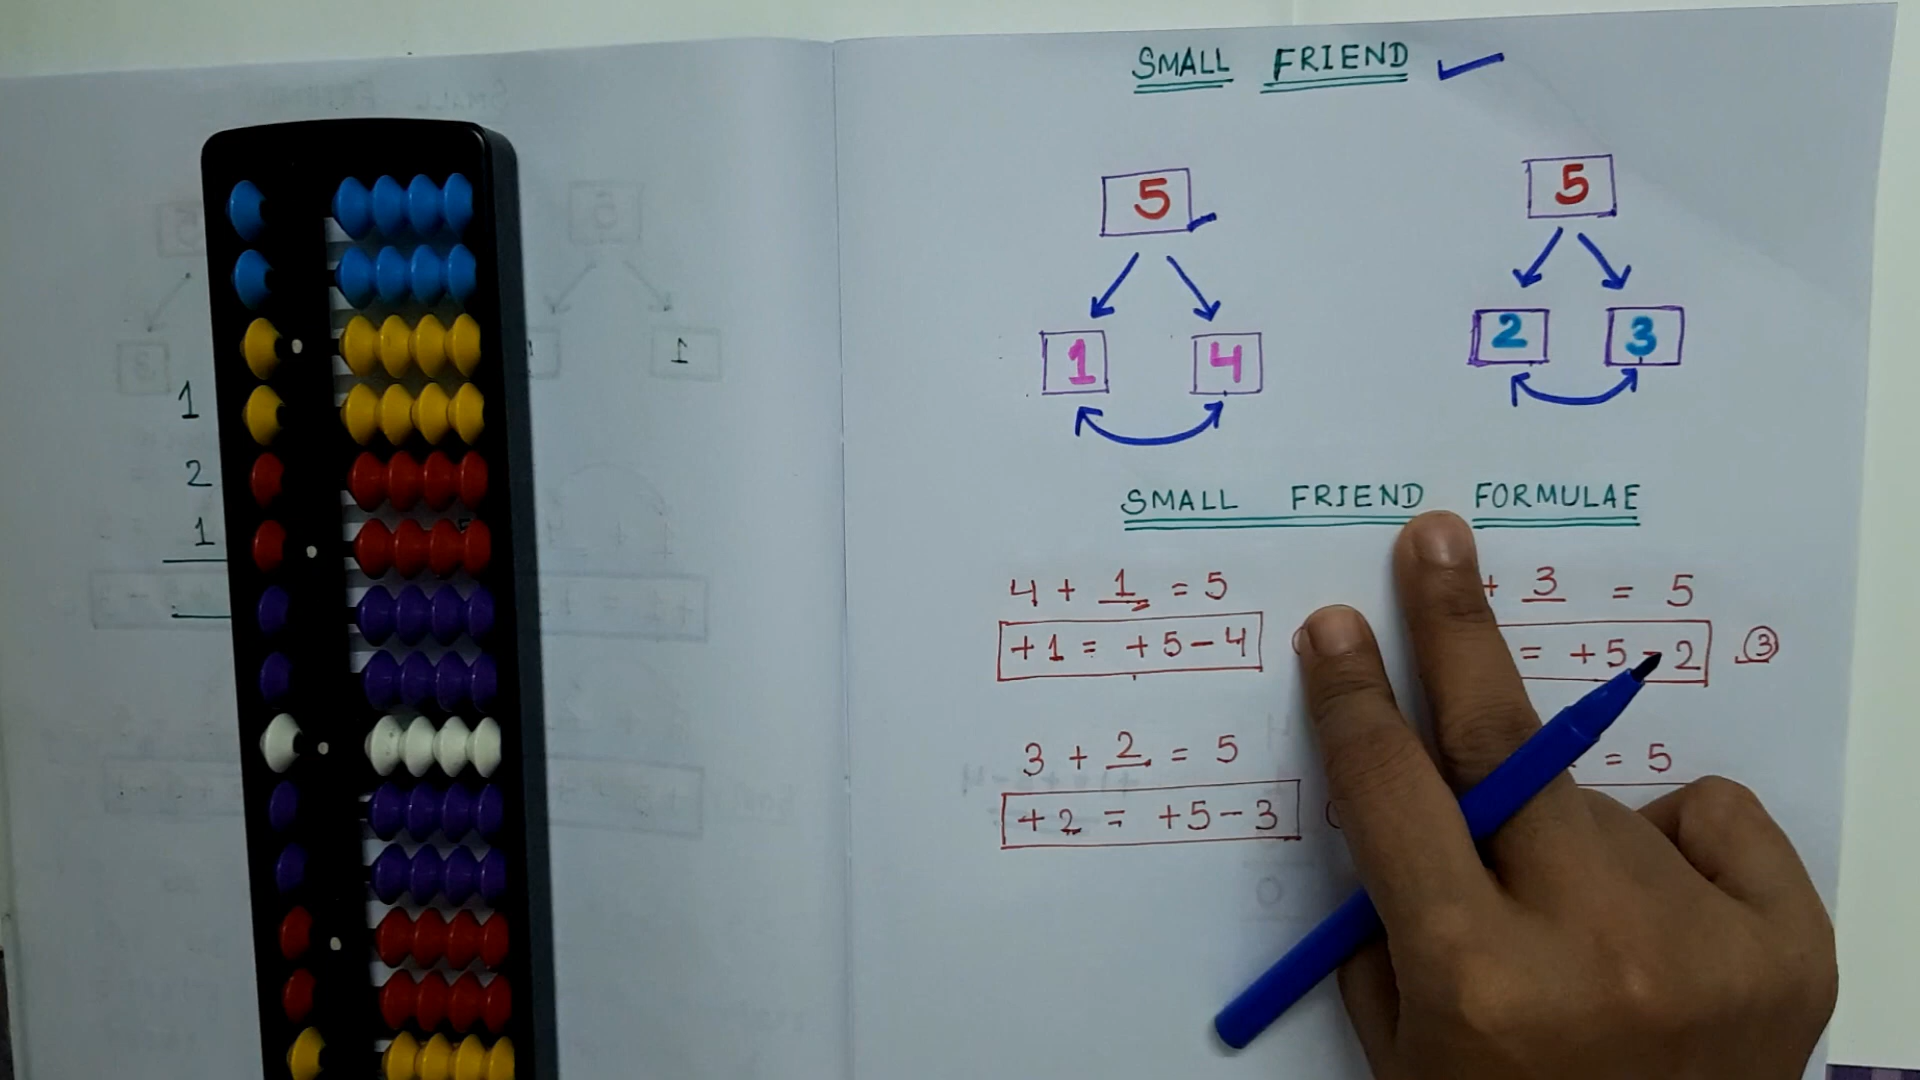 SMALL FRIEND
5
5
1 4
2 3
1
2
1
SMALL FRIEND FORMULAE
4 + 1 = 5
+ 3 = 5
+1 = +5-4
= +5-2 3
3 + 2 = 5
= 5
+2 = +5-3